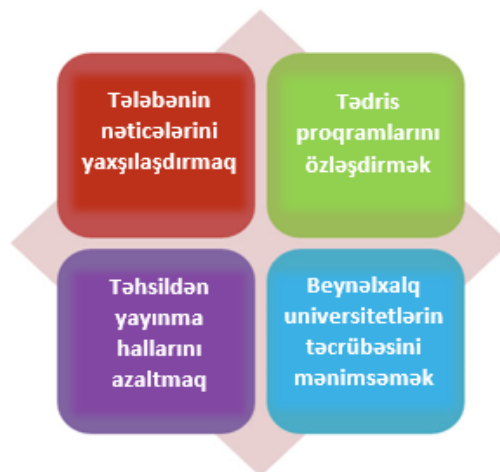 Tələbənin
nəticələrini
yaxşılaşdırmaq
Tədris
proqramlarını
özləşdirmək
Təhsildən
yayınma
hallarını
azaltmaq
Beynəlxalq
universitetlərin
təcrübəsini
mənimsəmək